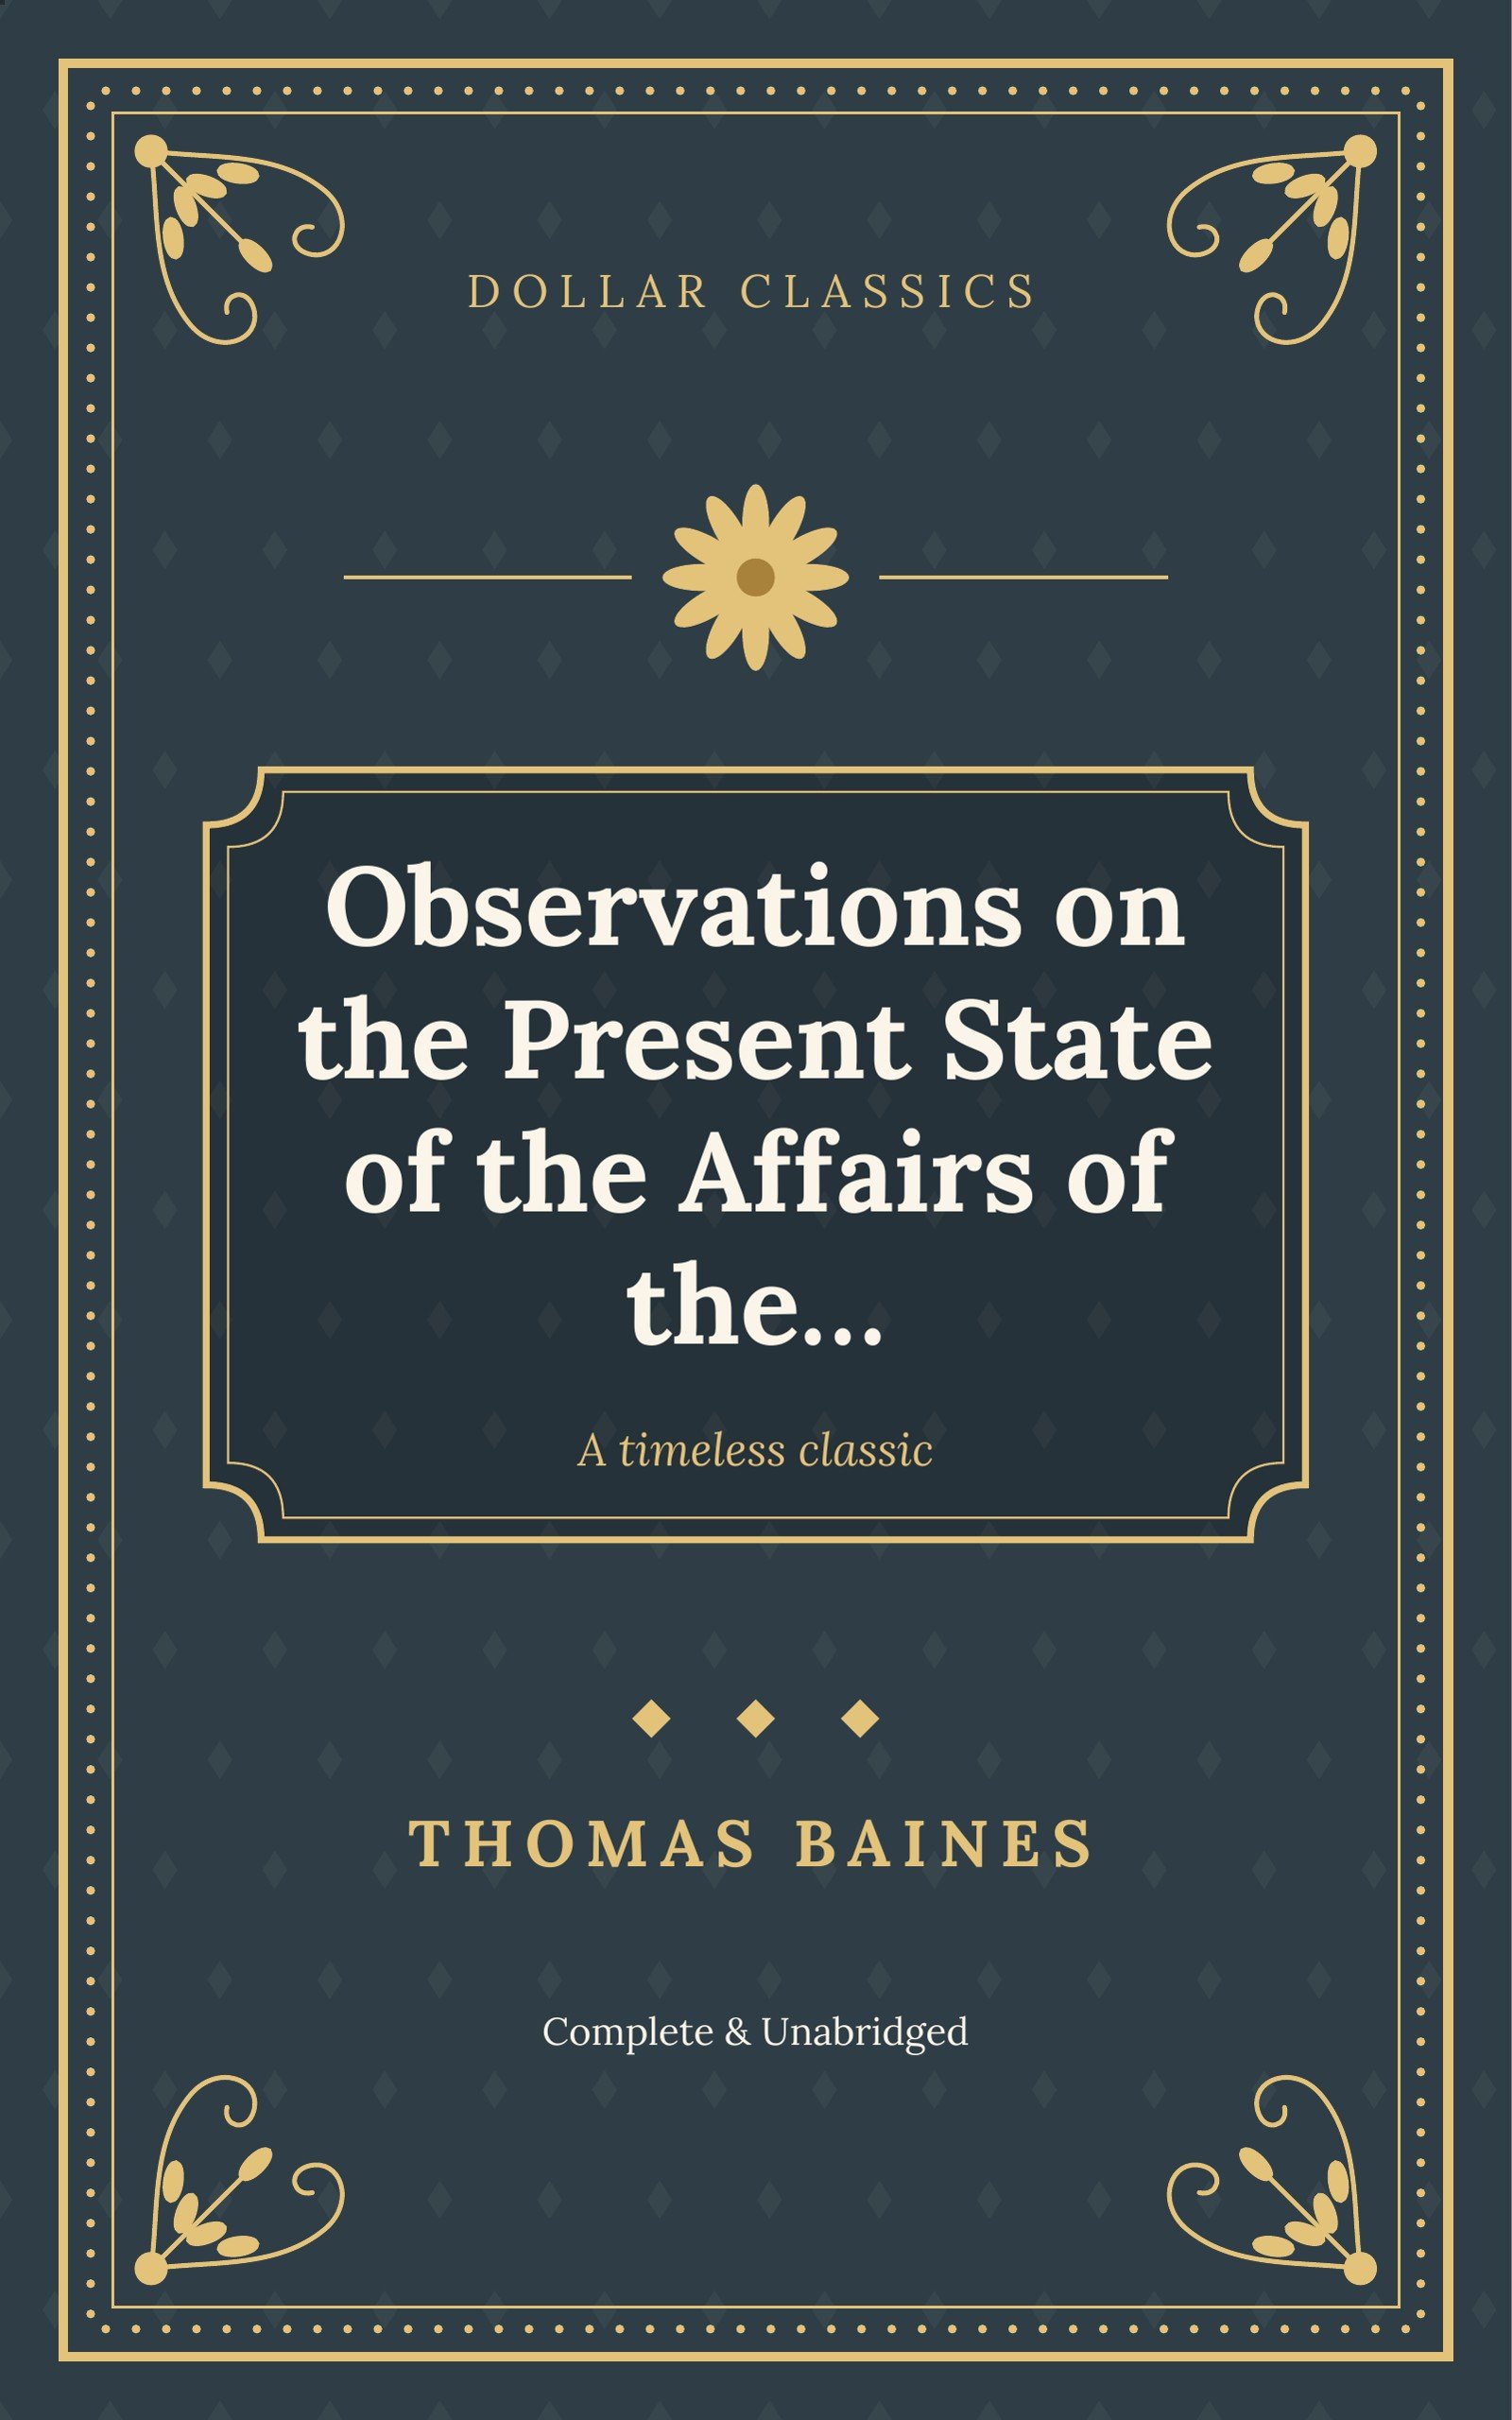 DOLLAR CLASSICS
Observations on
the Present State
of the Affairs of
the...
A timeless classic
THOMAS BAINES
Complete & Unabridged